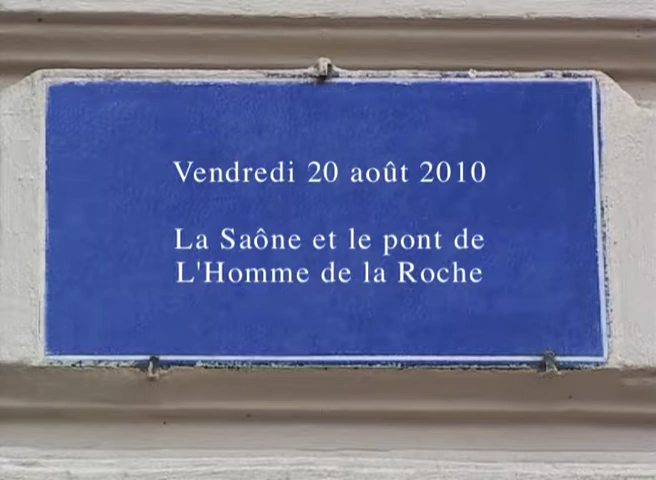 Vendredi 20 août 2010
La Saône et le pont de
L'Homme de la Roche